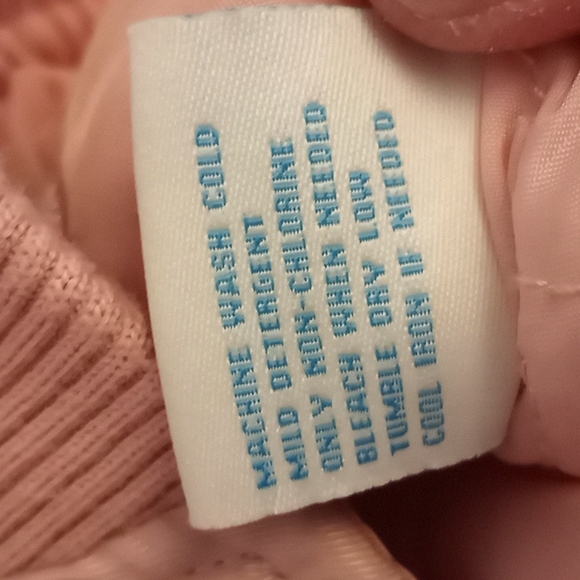 MACHINE WASH COLD
MILD DETERGENT
ONLY NON-CHLORINE
BLEACH WHEN NEEDED
TUMBLE DRY LOW
COOL IRON IF NEEDED